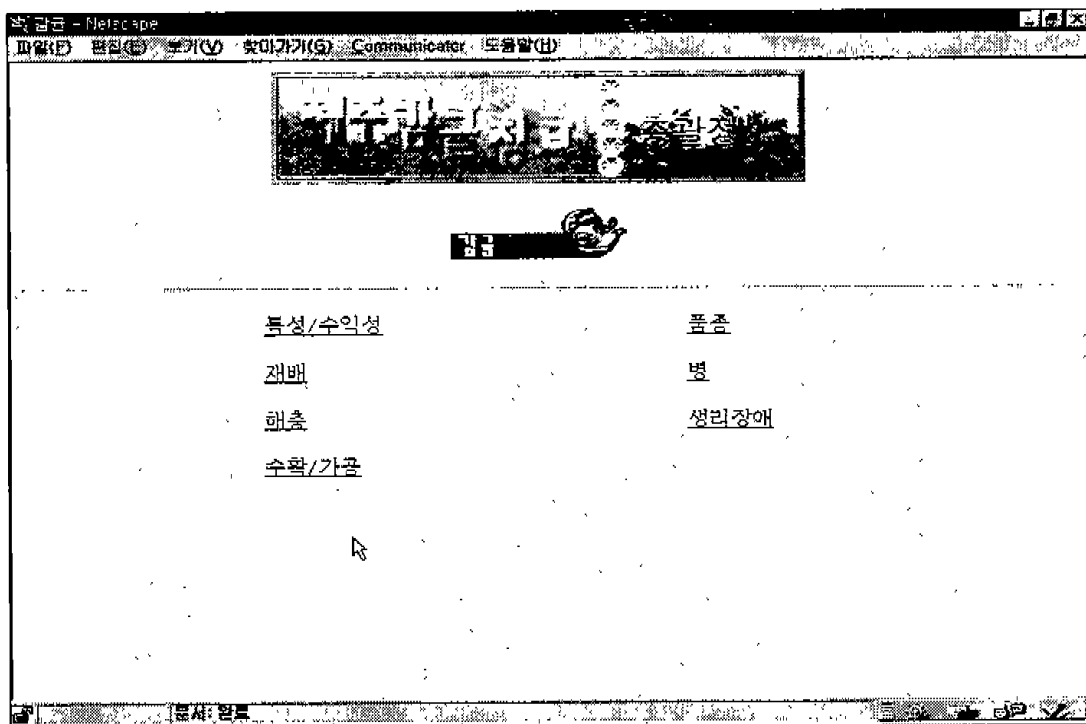 감귤 - Netscape
파일(F) 편집(E) 보기(V) 찾아가기(G) Communicator 도움말(H)
감귤
특성/수익성 품종
재배 병
해충 생리장애
수확/가공
문서: 완료